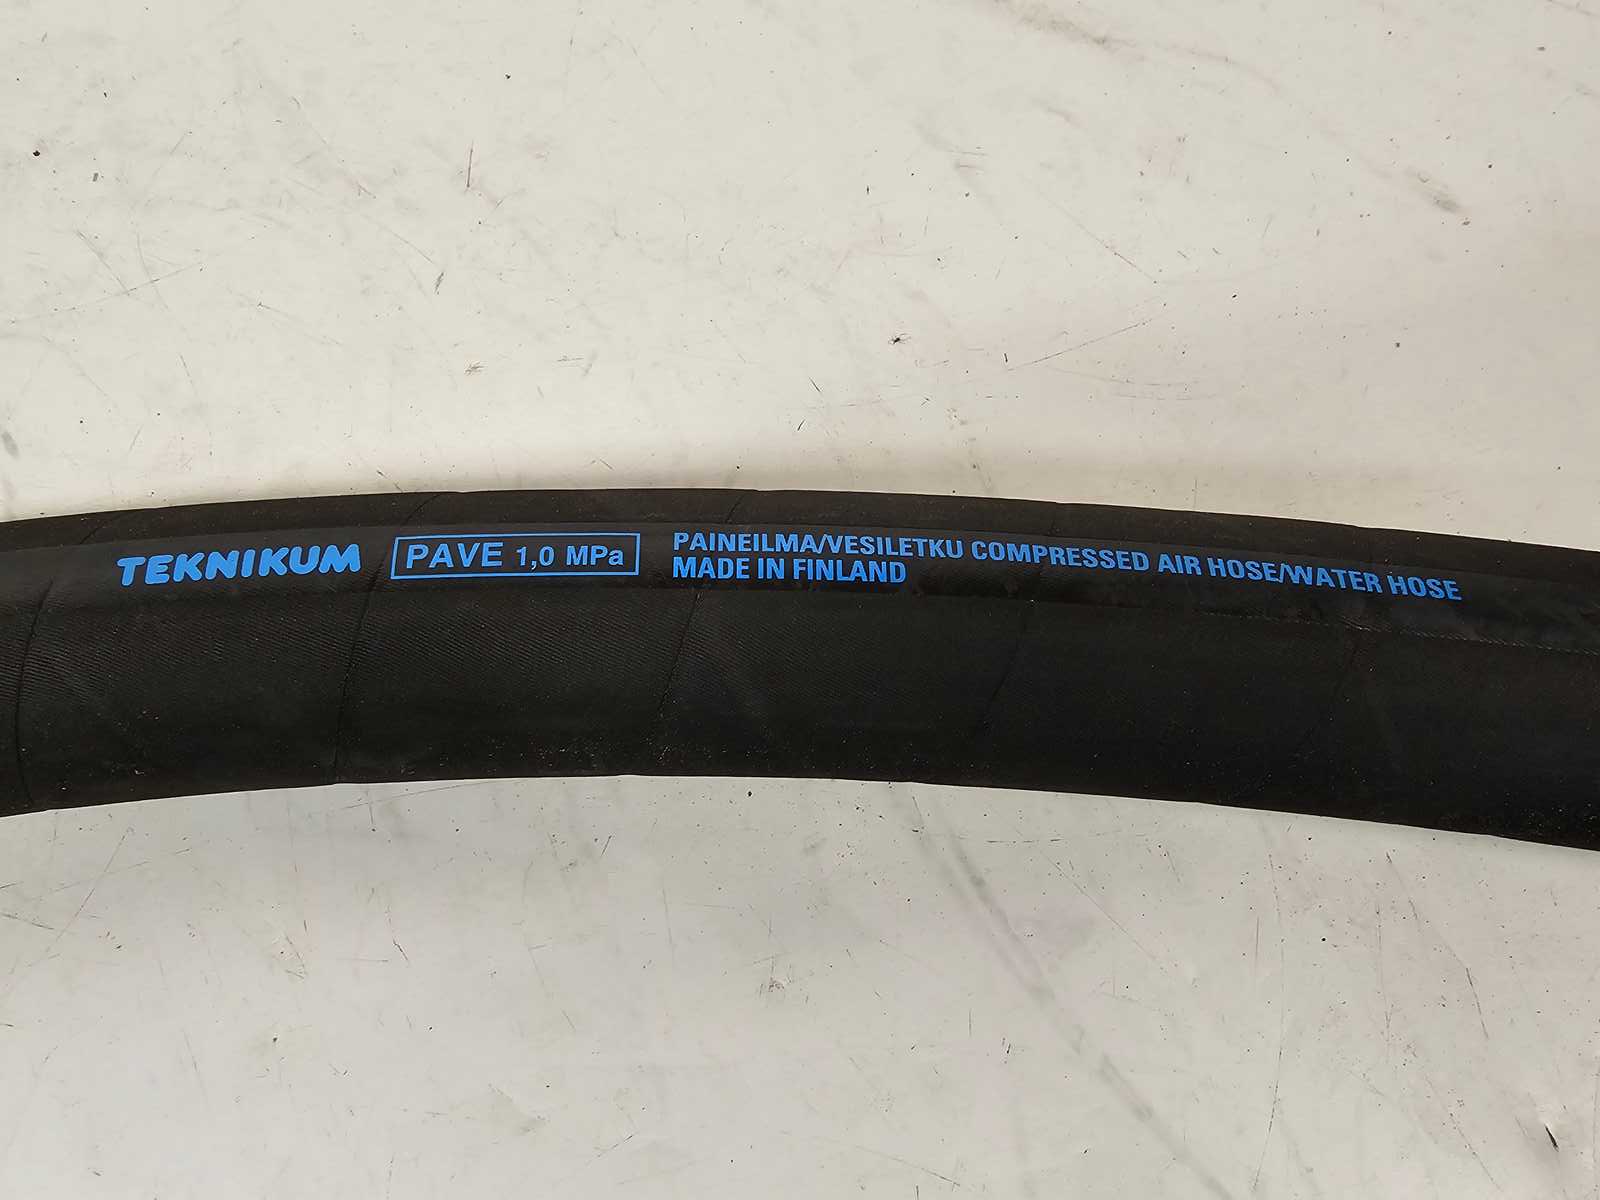 TEKNIKUM PAVE 1,0 MPa PAINEILMA/VESILETKU COMPRESSED AIR HOSE/WATER HOSE
MADE IN FINLAND